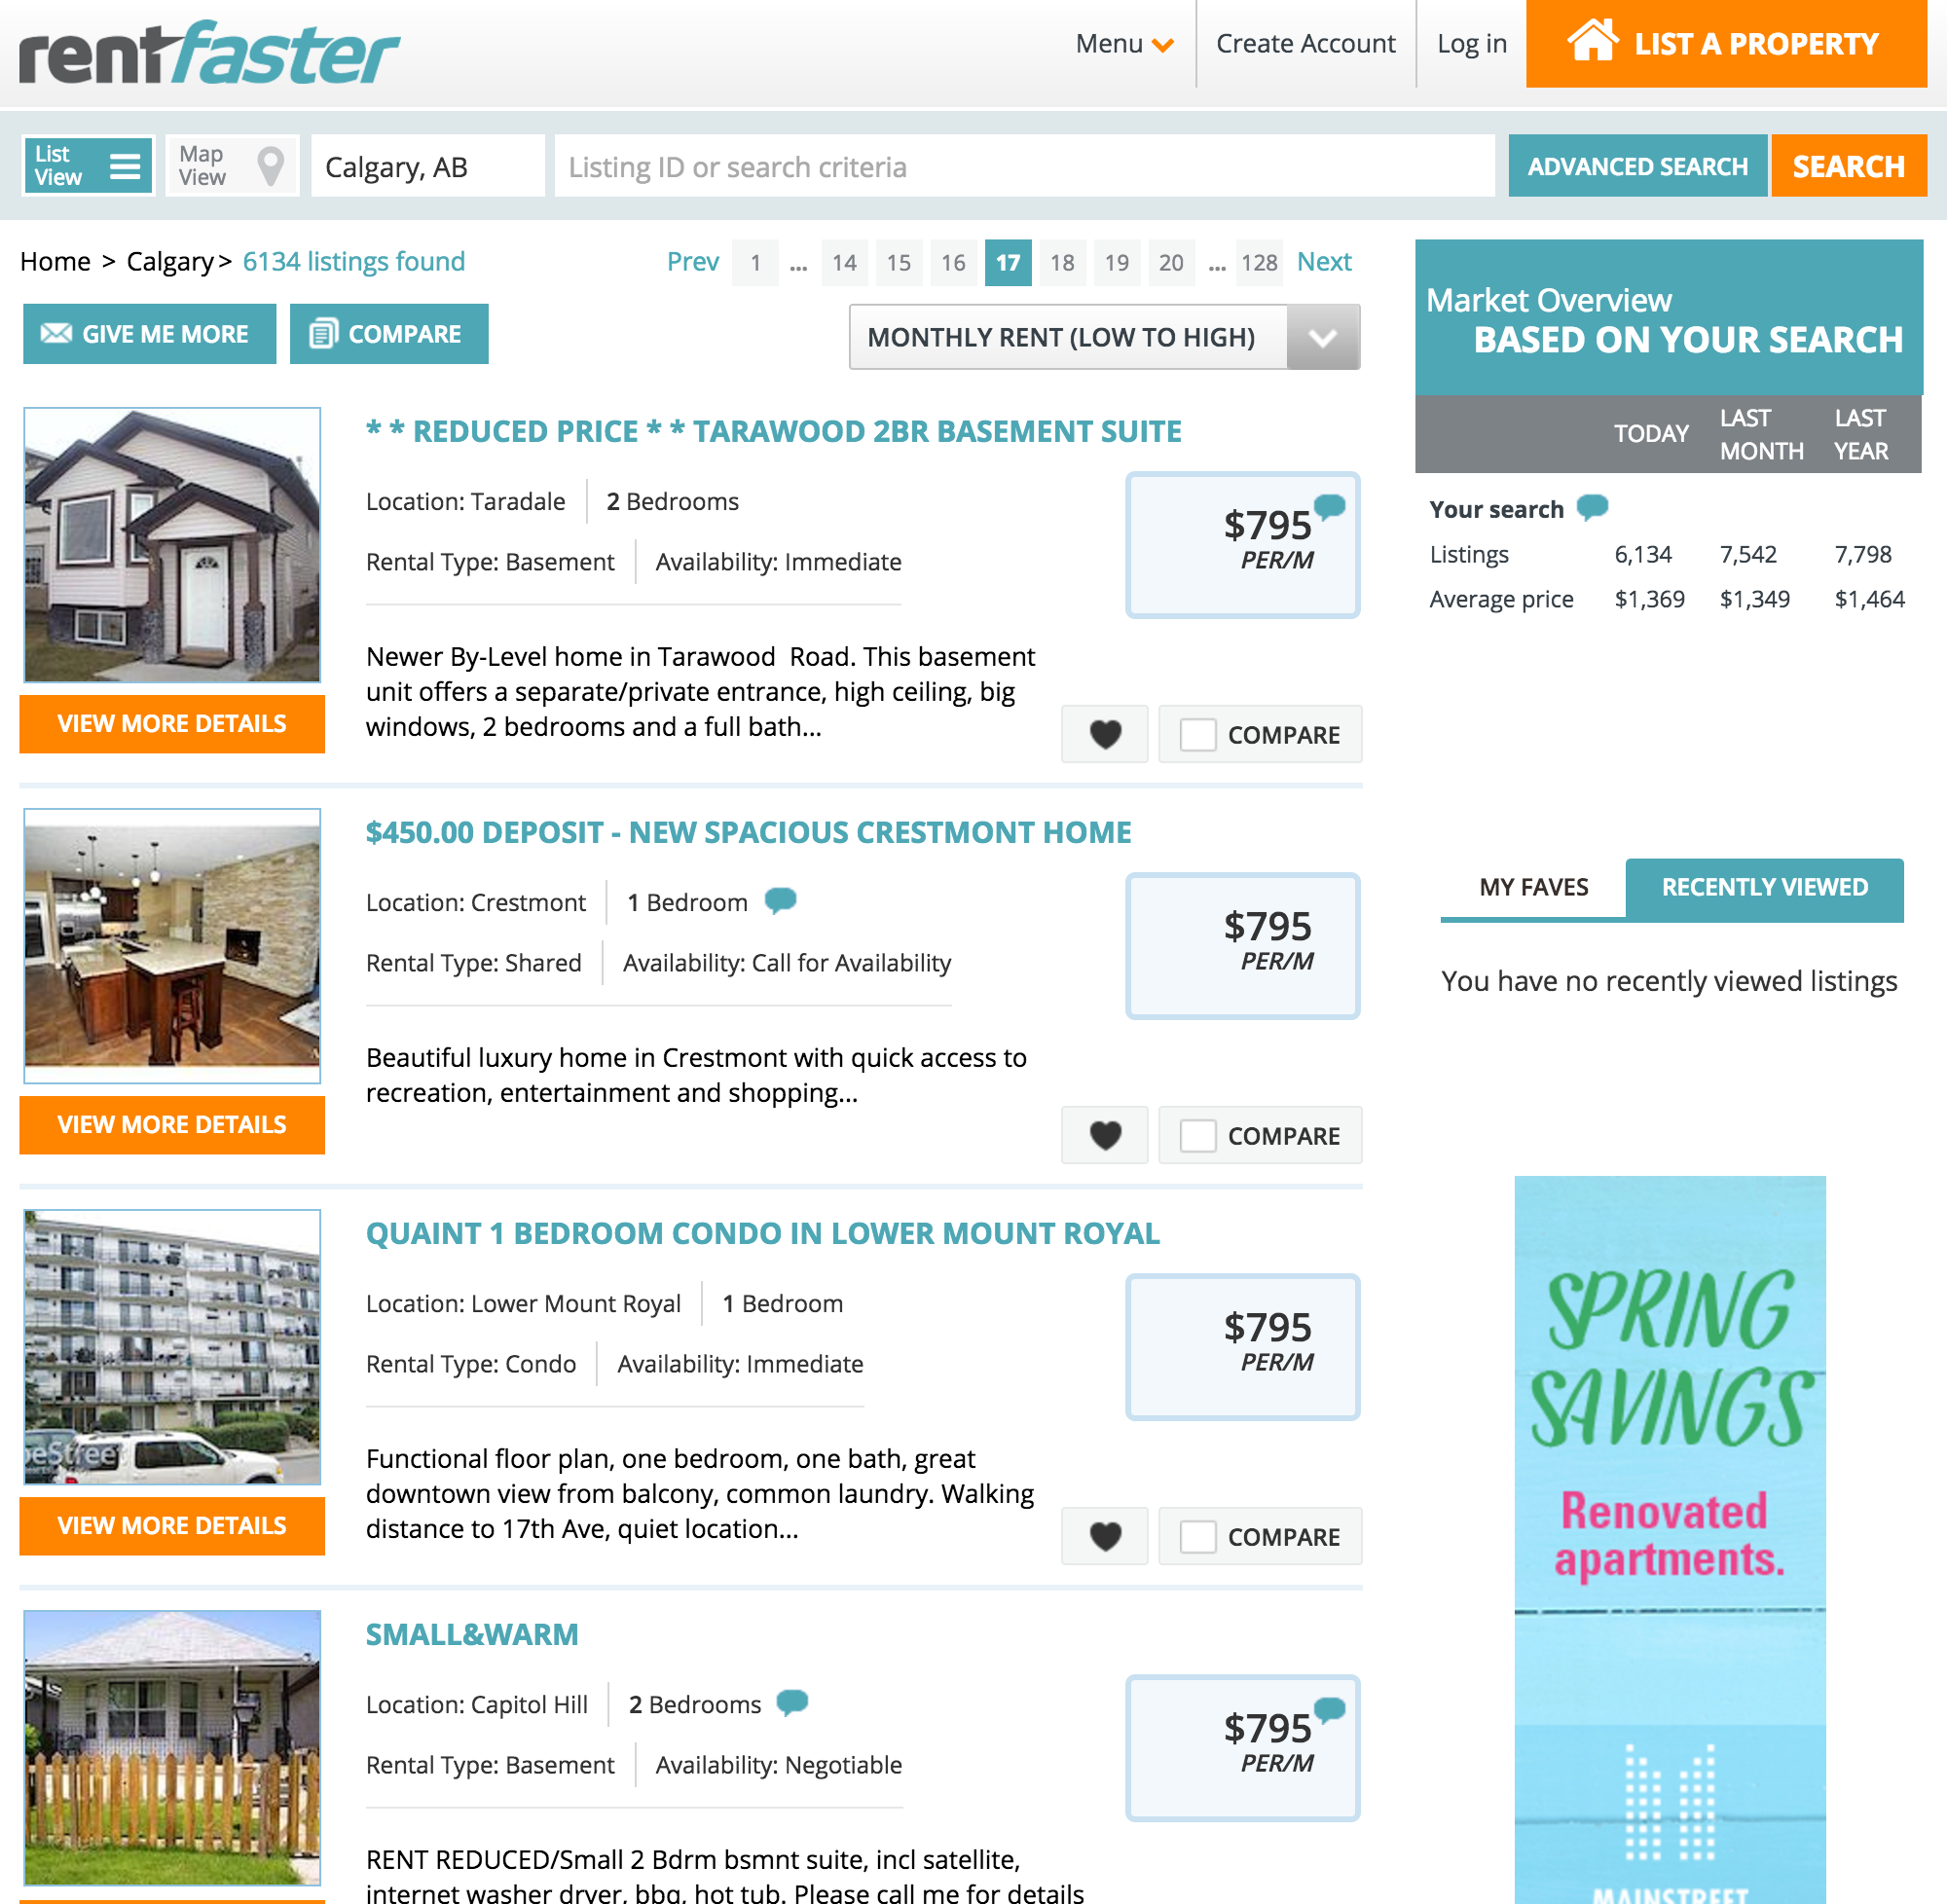 rentfaster
Menu
Create Account
Log in
LIST A PROPERTY
List
View
Map
View
Calgary, AB
Listing ID or search criteria
ADVANCED SEARCH
SEARCH
Home > Calgary > 6134 listings found
Prev 1 ... 14 15 16 17 18 19 20 ... 128 Next
GIVE ME MORE
COMPARE
MONTHLY RENT (LOW TO HIGH)
* * REDUCED PRICE * * TARAWOOD 2BR BASEMENT SUITE
Location: Taradale
2 Bedrooms
Rental Type: Basement
Availability: Immediate
$795
PER/M
Newer By-Level home in Tarawood  Road. This basement
unit offers a separate/private entrance, high ceiling, big
windows, 2 bedrooms and a full bath...
VIEW MORE DETAILS
COMPARE
$450.00 DEPOSIT - NEW SPACIOUS CRESTMONT HOME
Location: Crestmont
1 Bedroom
Rental Type: Shared
Availability: Call for Availability
$795
PER/M
Beautiful luxury home in Crestmont with quick access to
recreation, entertainment and shopping...
VIEW MORE DETAILS
COMPARE
QUAINT 1 BEDROOM CONDO IN LOWER MOUNT ROYAL
Location: Lower Mount Royal
1 Bedroom
Rental Type: Condo
Availability: Immediate
$795
PER/M
Functional floor plan, one bedroom, one bath, great
downtown view from balcony, common laundry. Walking
distance to 17th Ave, quiet location...
eStree
VIEW MORE DETAILS
COMPARE
SMALL&WARM
Location: Capitol Hill
2 Bedrooms
Rental Type: Basement
Availability: Negotiable
$795
PER/M
RENT REDUCED/Small 2 Bdrm bsmnt suite, incl satellite,
internet washer dryer, bbq, hot tub. Please call me for details
Market Overview
BASED ON YOUR SEARCH
TODAY
LAST
MONTH
LAST
YEAR
Your search
Listings 6,134 7,542 7,798
Average price $1,369 $1,349 $1,464
MY FAVES
RECENTLY VIEWED
You have no recently viewed listings
SPRING
SAVINGS
Renovated
apartments.
MAINSTREET